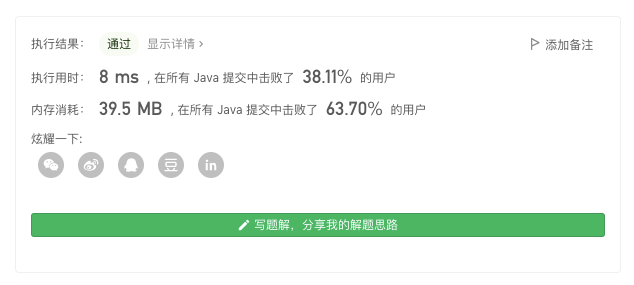 执行结果： 通过 显示详情 › 添加备注
执行用时： 8 ms , 在所有 Java 提交中击败了 38.11% 的用户
内存消耗： 39.5 MB , 在所有 Java 提交中击败了 63.70% 的用户
炫耀一下:
豆 in
写题解，分享我的解题思路